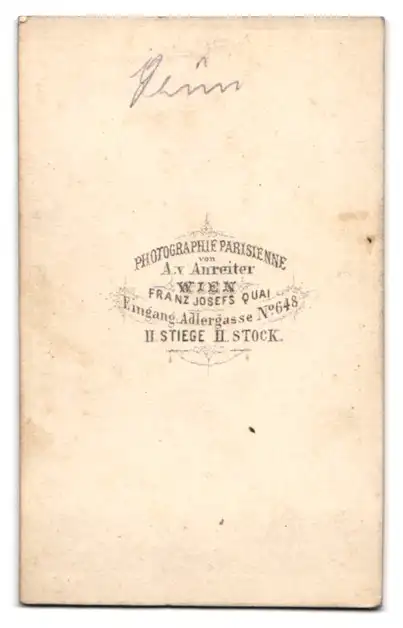 PHOTOGRAPHIE PARISIENNE
von
A. v Anreiter
WIEN
FRANZ JOSEFS QUAI
Eingang Adlergasse No 648
II. STIEGE II. STOCK.